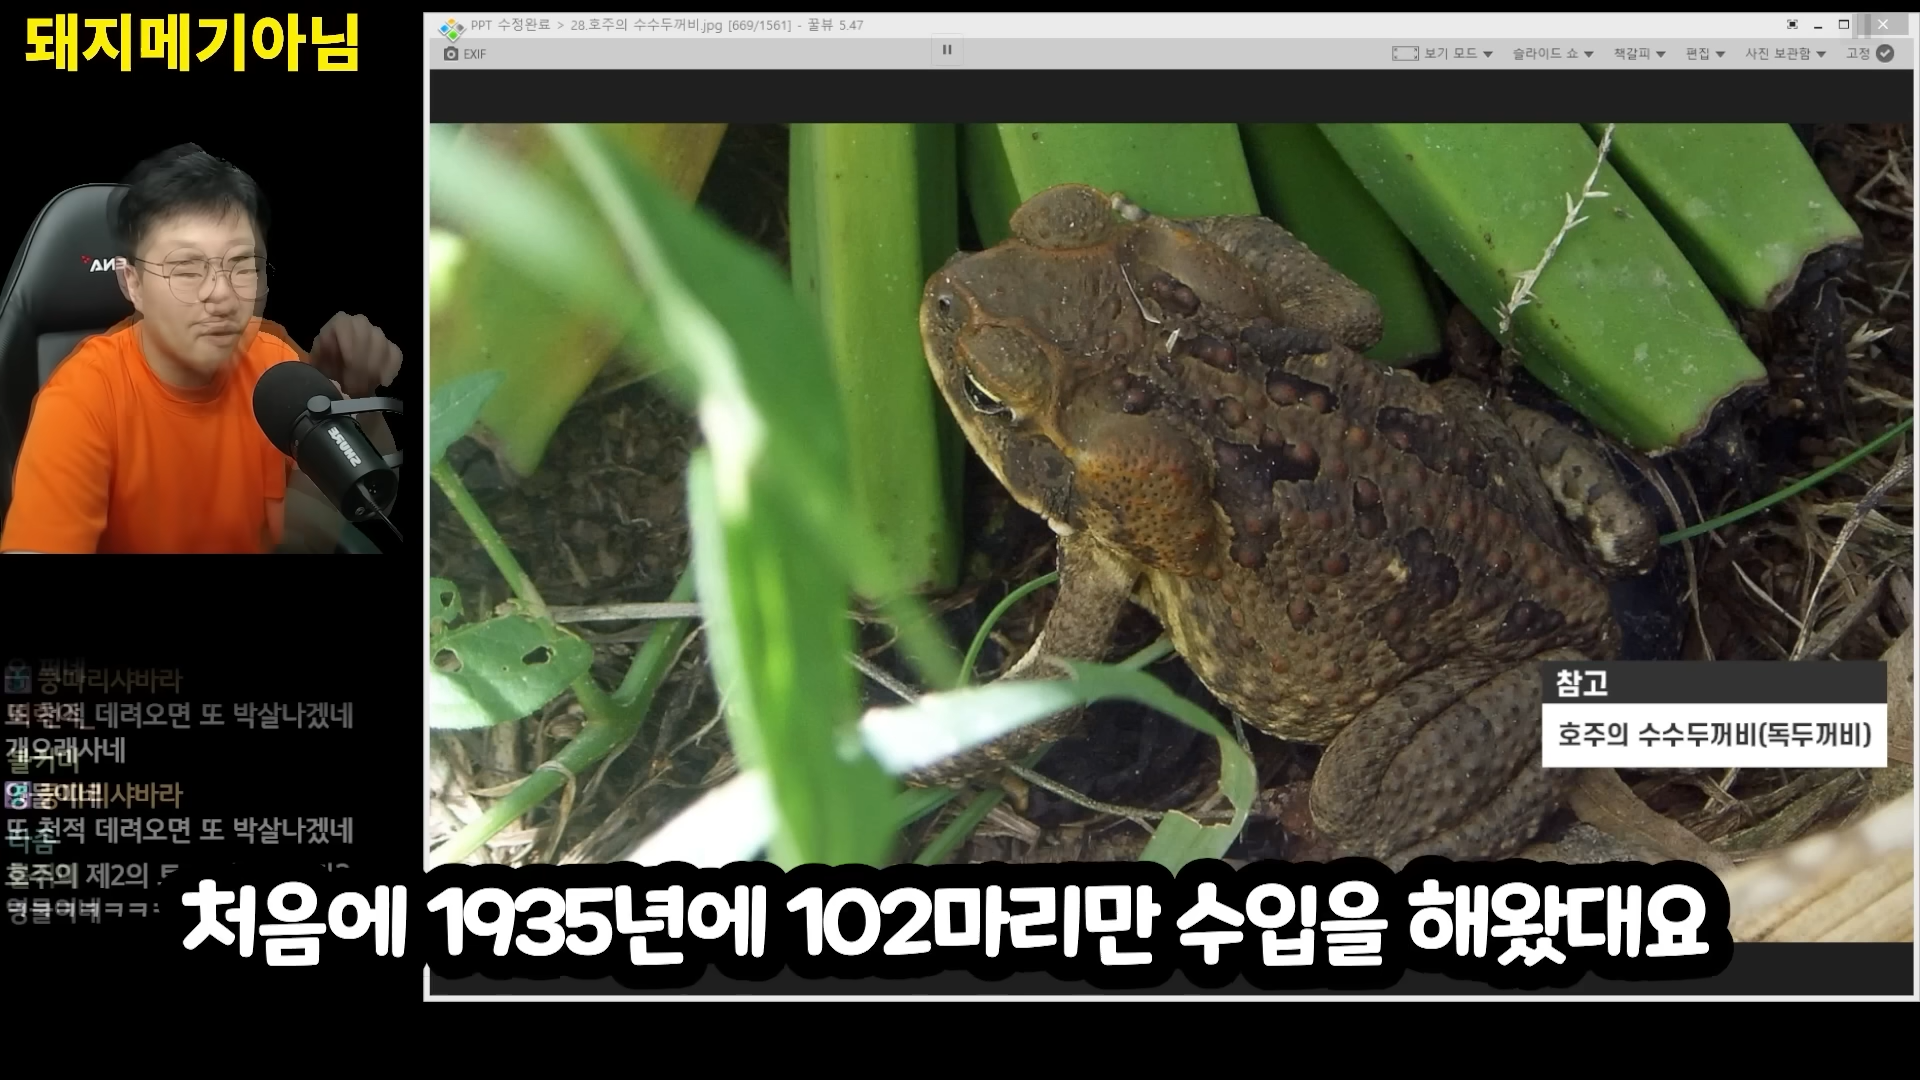 돼지메기아님
PPT 수정완료 > 28.호주의 수수두꺼비.jpg [669/1561] - 꿀뷰 5.47
EXIF
보기 모드 슬라이드 쇼 책갈피 편집 사진 보관함 고정
SHURE
또 천적 데려오면 또 박살나겠네
또 천적 데려오면 또 박살나겠네
호주의 제2의
참고
호주의 수수두꺼비(독두꺼비)
처음에 1935년에 102마리만 수입을 해왔대요